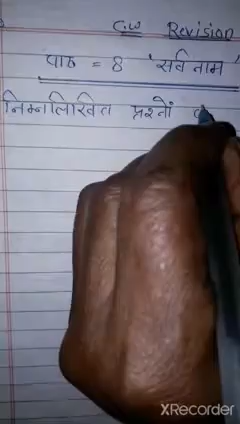 C.W Revision
पाठ = 8 'सर्वनाम'
निम्नलिखित प्रश्नों
XRecorder